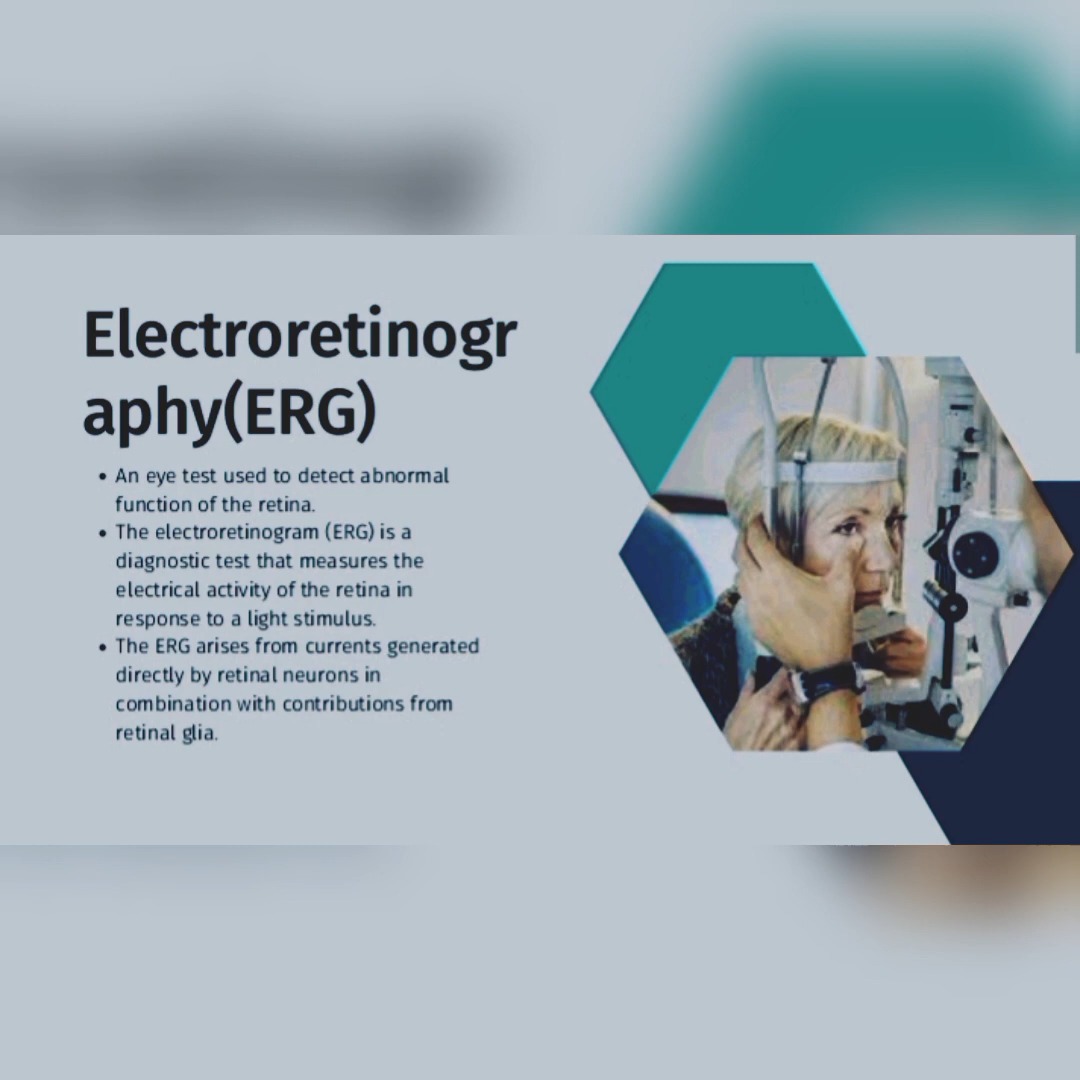 Electroretinogr
aphy(ERG)
• An eye test used to detect abnormal
function of the retina.
• The electroretinogram (ERG) is a
diagnostic test that measures the
electrical activity of the retina in
response to a light stimulus.
• The ERG arises from currents generated
directly by retinal neurons in
combination with contributions from
retinal glia.